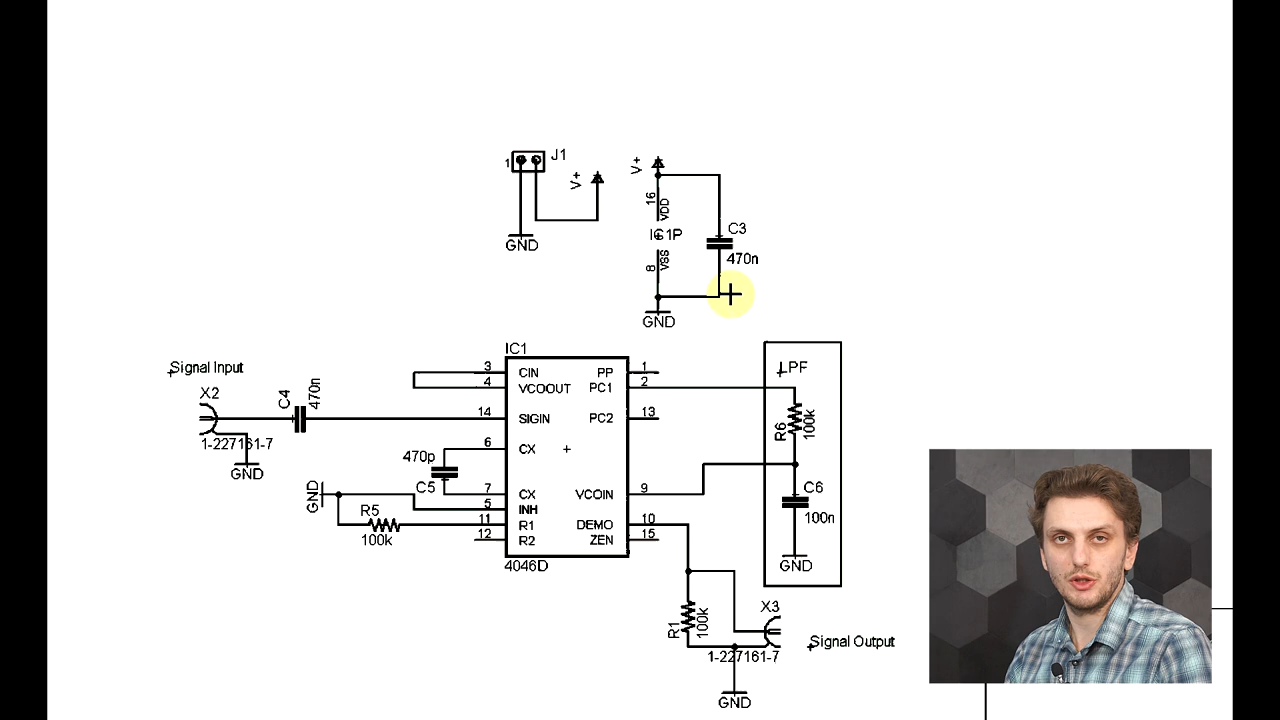 1
J1
V+
GND
V+
16
VDD
IC1P
8
VSS
C3
470n
GND
Signal Input
X2
1-227161-7
GND
C4
470n
IC1
3 CIN
4 VCOOUT
14 SIGIN
6 CX
7 CX
5 INH
11 R1
12 R2
PP 1
PC1 2
PC2 13
VCOIN 9
DEMO 10
ZEN 15
4046D
470p
C5
GND
R5
100k
LPF
R6
100k
C6
100n
GND
R1
100k
X3
1-227161-7
Signal Output
GND